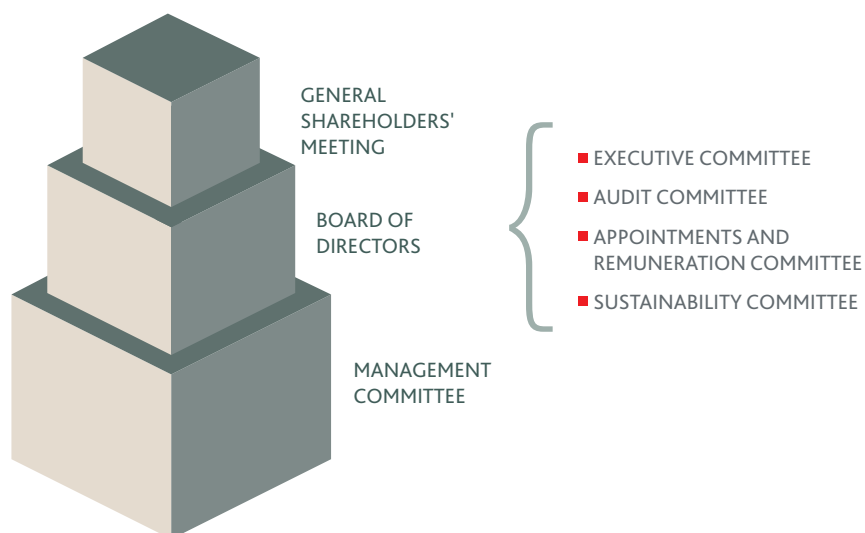 GENERAL
SHAREHOLDERS'
MEETING
BOARD OF
DIRECTORS
MANAGEMENT
COMMITTEE
EXECUTIVE COMMITTEE
AUDIT COMMITTEE
APPOINTMENTS AND
REMUNERATION COMMITTEE
SUSTAINABILITY COMMITTEE